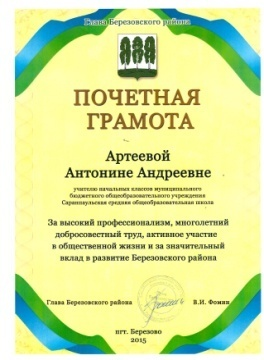 Глава Березовского района
ПОЧЕТНАЯ
ГРАМОТА
Артеевой
Антонине Андреевне
учителю начальных классов муниципального
бюджетного общеобразовательного учреждения
Саранпаульская средняя общеобразовательная школа
За высокий профессионализм, многолетний
добросовестный труд, активное участие
в общественной жизни и за значительный
вклад в развитие Березовского района
Глава Березовского района В.И. Фомин
пгт. Березово
2015